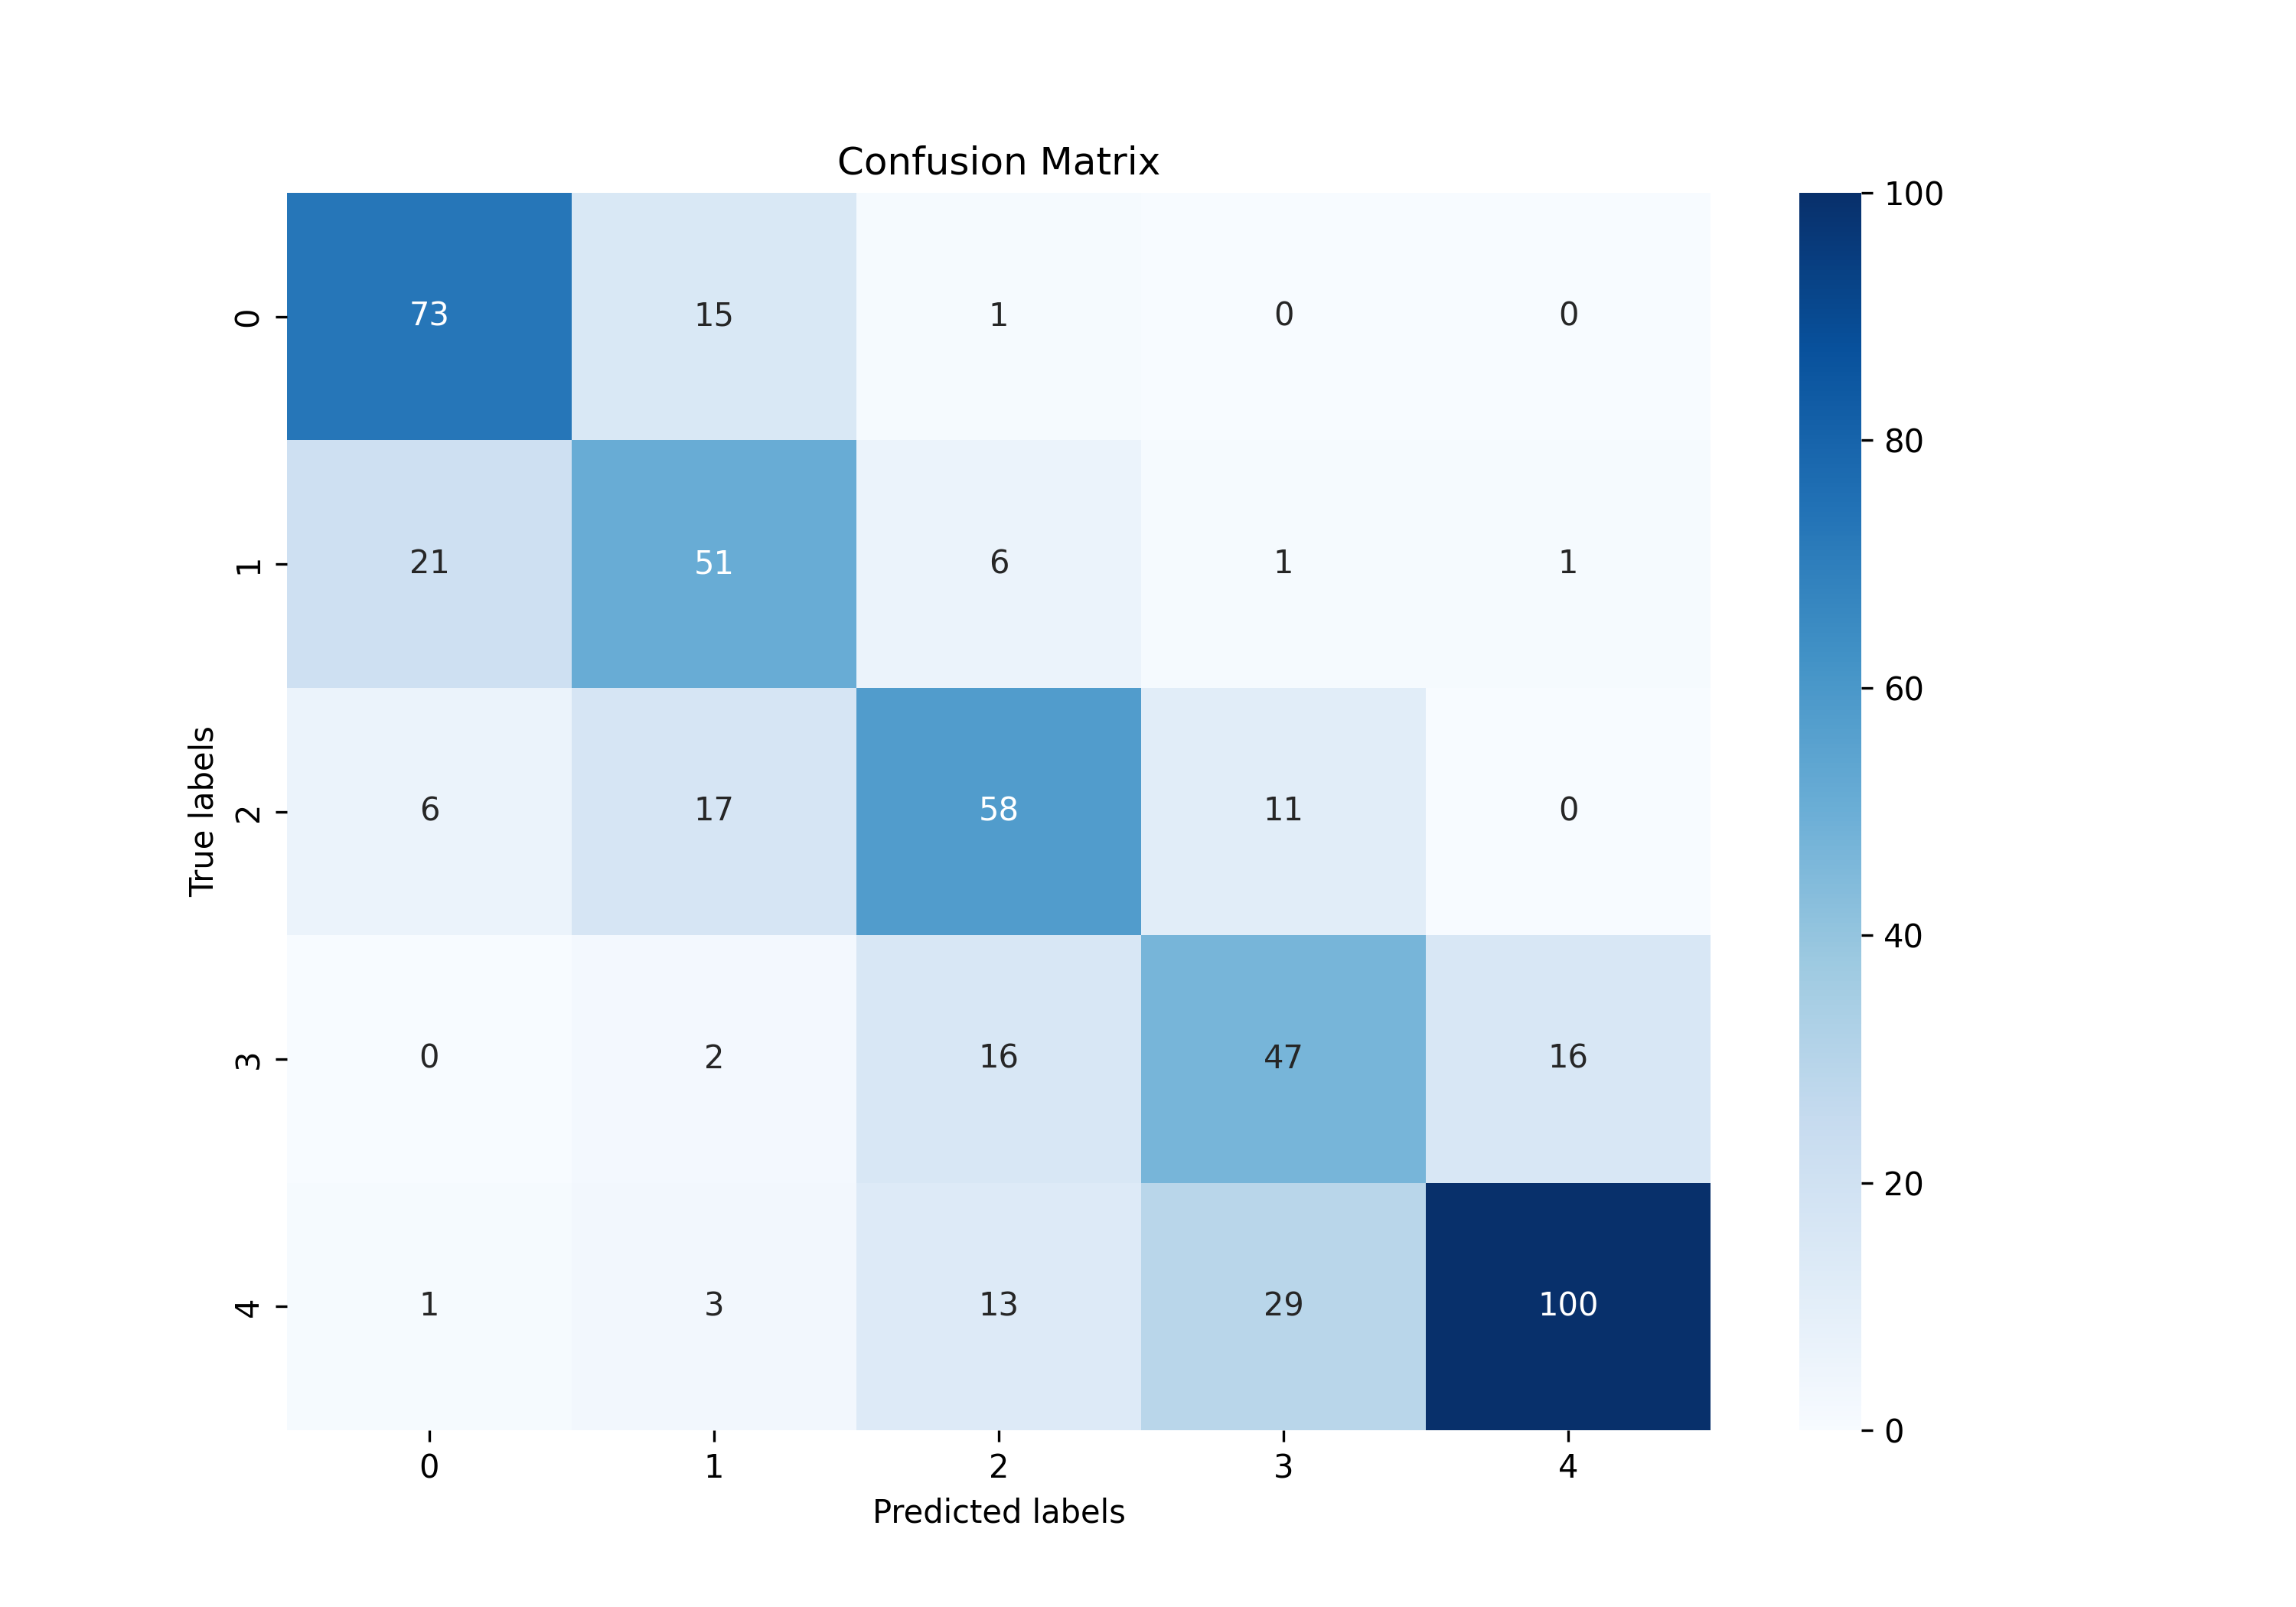 Confusion Matrix
0 73 15 1 0 0
1 21 51 6 1 1
2 6 17 58 11 0
3 0 2 16 47 16
4 1 3 13 29 100
0 1 2 3 4
Predicted labels
True labels
100
80
60
40
20
0